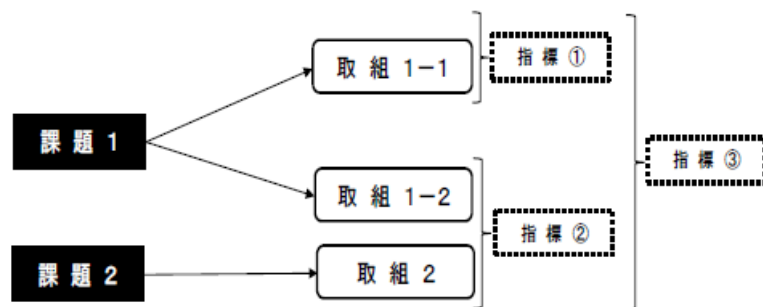 取組 1－1
指標 ①
課題 1
指標 ③
取組 1－2
指標 ②
課題 2
取組 2